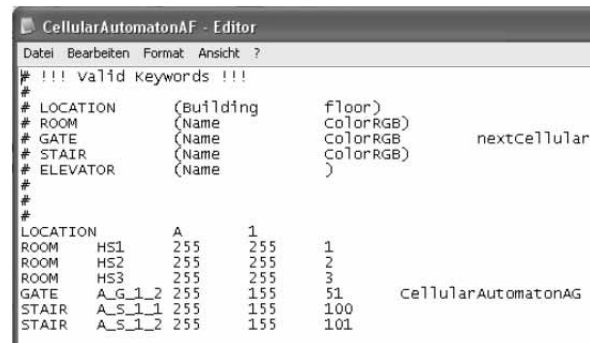 CellularAutomatonAF - Editor
Datei Bearbeiten Format Ansicht ?
# !!! Valid Keywords !!!
#
# LOCATION (Building floor)
# ROOM (Name ColorRGB)
# GATE (Name ColorRGB nextCellular
# STAIR (Name ColorRGB)
# ELEVATOR (Name )
#
#
#
LOCATION A 1
ROOM HS1 255 255 1
ROOM HS2 255 255 2
ROOM HS3 255 255 3
GATE A_G_1_2 255 155 51 CellularAutomatonAG
STAIR A_S_1_1 255 155 100
STAIR A_S_1_2 255 155 101